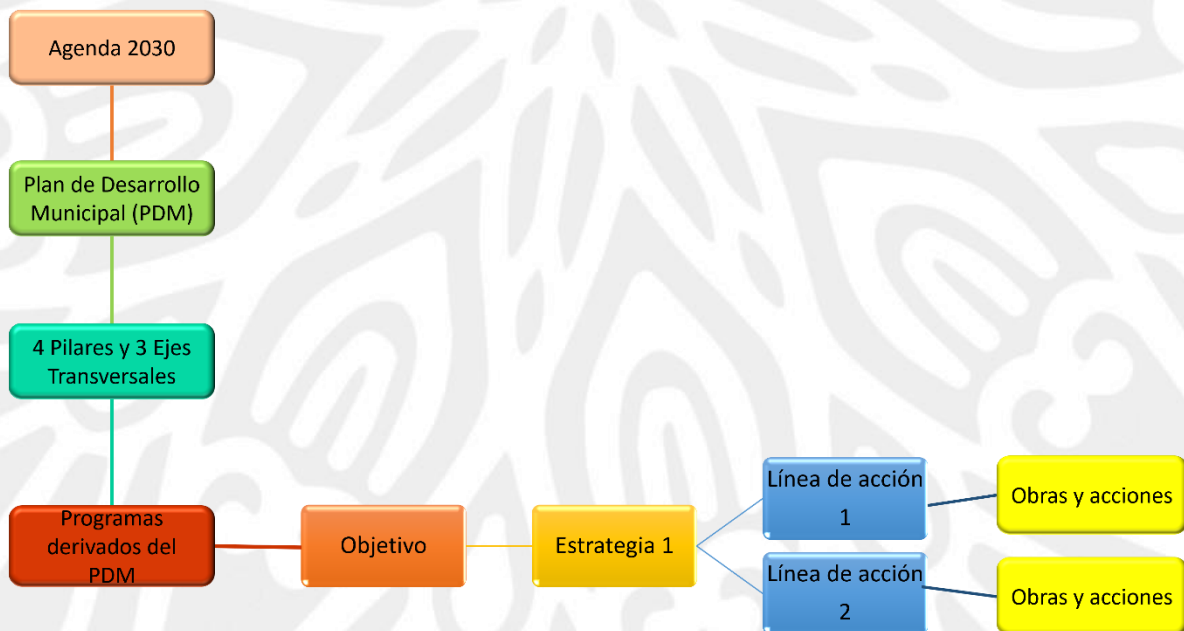 Agenda 2030
Plan de Desarrollo
Municipal (PDM)
4 Pilares y 3 Ejes
Transversales
Programas
derivados del
PDM
Objetivo
Estrategia 1
Línea de acción
1
Obras y acciones
Línea de acción
2
Obras y acciones